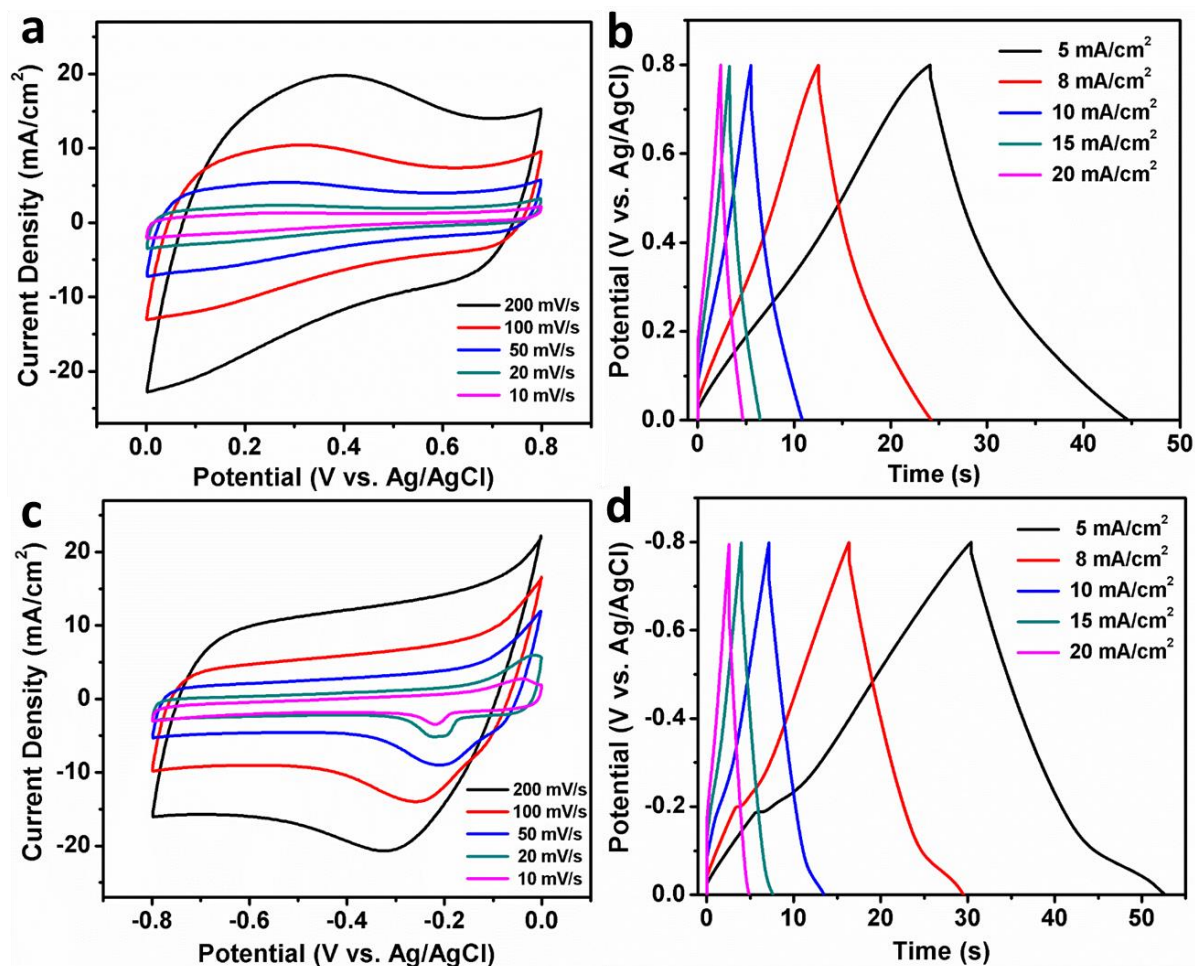 a
Current Density (mA/cm²)
20
10
0
-10
-20
200 mV/s
100 mV/s
50 mV/s
20 mV/s
10 mV/s
0.0 0.2 0.4 0.6 0.8
Potential (V vs. Ag/AgCl)
b
Potential (V vs. Ag/AgCl)
0.8
0.6
0.4
0.2
0.0
5 mA/cm²
8 mA/cm²
10 mA/cm²
15 mA/cm²
20 mA/cm²
0 10 20 30 40 50
Time (s)
c
Current Density (mA/cm²)
20
10
0
-10
-20
200 mV/s
100 mV/s
50 mV/s
20 mV/s
10 mV/s
-0.8 -0.6 -0.4 -0.2 0.0
Potential (V vs. Ag/AgCl)
d
Potential (V vs. Ag/AgCl)
-0.8
-0.6
-0.4
-0.2
0.0
5 mA/cm²
8 mA/cm²
10 mA/cm²
15 mA/cm²
20 mA/cm²
0 10 20 30 40 50
Time (s)